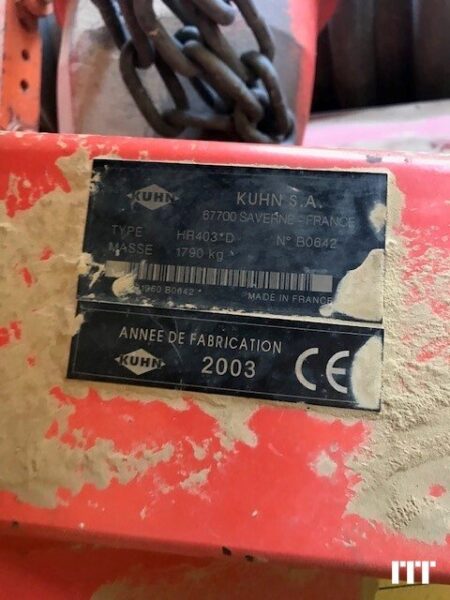 KUHN KUHN S.A.
67700 SAVERNE - FRANCE
TYPE HR403*D N° B0642
MASSE 1790 kg
B0642 *
MADE IN FRANCE
ANNEE DE FABRICATION
KUHN 2003 CE
ITT